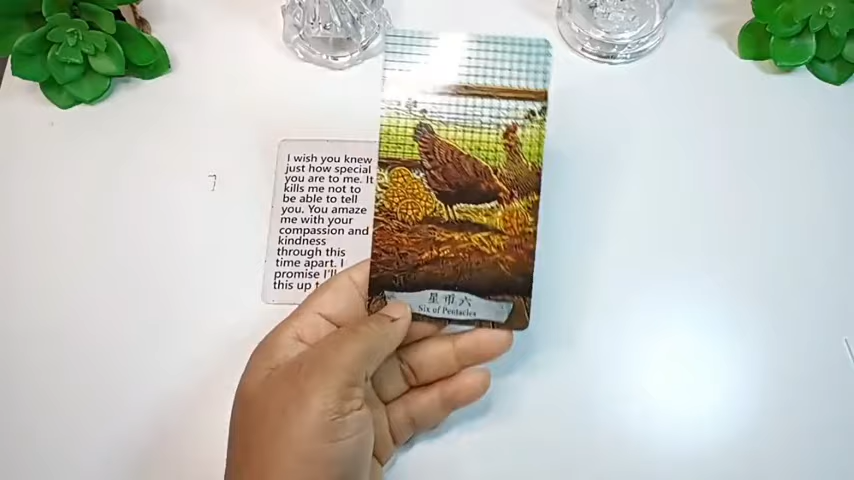 I wish you knew
just how special
you are to me. It
kills me not to
be able to tell
you. You amaze
me with your
compassion and
kindness
through this
time apart. I
promise I'll
this up
星币六
Six of Pentacles